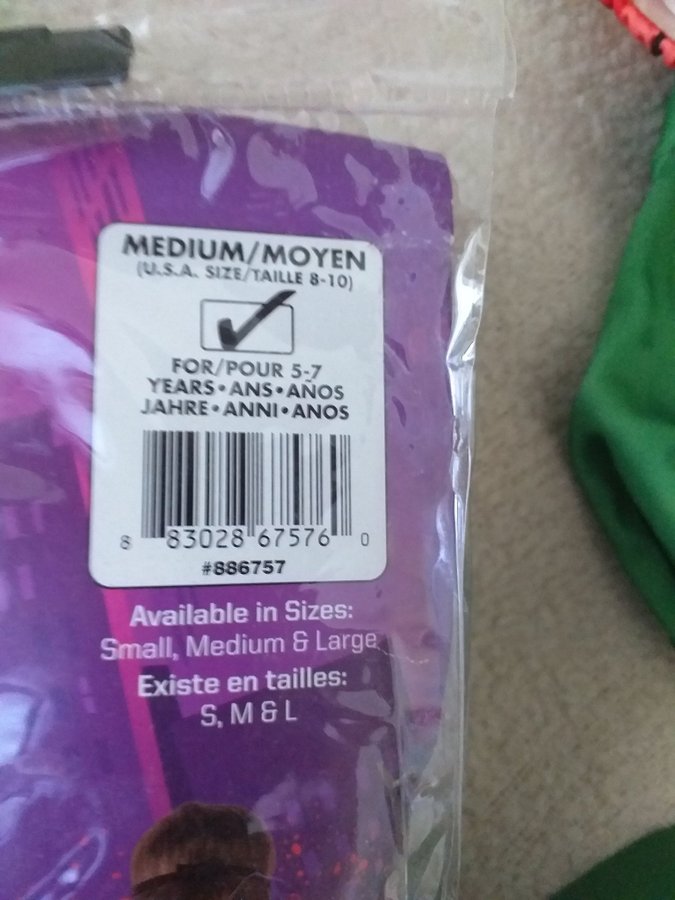 MEDIUM/MOYEN
(U.S.A. SIZE/TAILLE 8-10)
FOR/POUR 5-7
YEARS•ANS•AÑOS
JAHRE•ANNI•ANOS
8 83028 67576 0
#886757
Available in Sizes:
Small, Medium & Large
Existe en tailles:
S, M & L